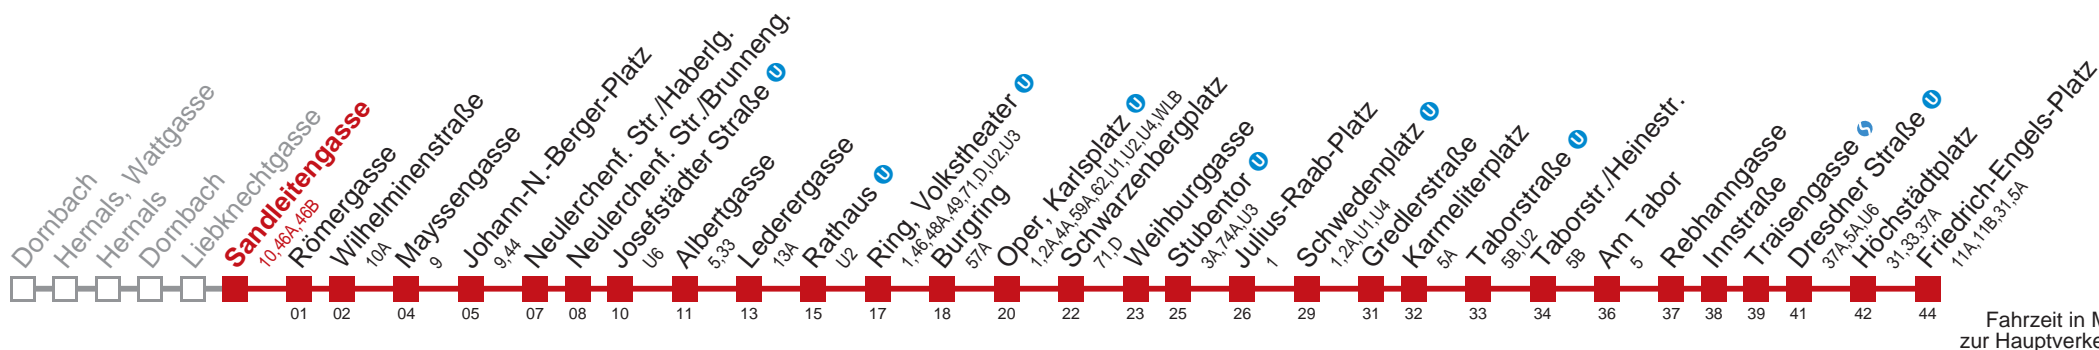 Dornbach
Hernals, Wattgasse
Hernals
Dornbach
Liebknechtgasse
Sandleitengasse
10,46A,46B
Römergasse
Wilhelminenstraße
10A
Mayssengasse
9
Johann-N.-Berger-Platz
9,44
Neulerchenf. Str./Haberlg.
Neulerchenf. Str./Brunneng.
Josefstädter Straße U
U6
Albertgasse
5,33
Lederergasse
13A
Rathaus U
U2
Ring, Volkstheater U
1,46,48A,49,71,D,U2,U3
Burgring
57A
Oper, Karlsplatz U
1,2A,4A,59A,62,U1,U2,U4,WLB
Schwarzenbergplatz
71,D
Weihburggasse
Stubentor U
3A,74A,U3
Julius-Raab-Platz
1
Schwedenplatz U
1,2A,U1,U4
Gredlerstraße
Karmeliterplatz
5A
Taborstraße U
5B,U2
Taborstr./Heinestr.
5B
Am Tabor
5
Rebhanngasse
Innstraße
Traisengasse S
Dresdner Straße U
37A,5A,U6
Höchstädtplatz
31,33,37A
Friedrich-Engels-Platz
11A,11B,31,5A
01 02 04 05 07 08 10 11 13 15 17 18 20 22 23 25 26 29 31 32 33 34 36 37 38 39 41 42 44
Fahrzeit in M
zur Hauptverke